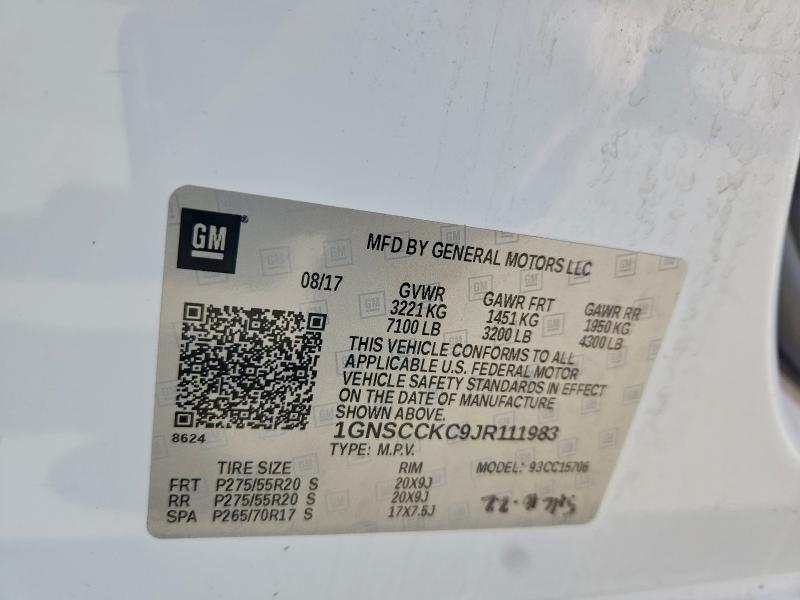 GM
MFD BY GENERAL MOTORS LLC
08/17
GVWR GAWR FRT GAWR RR
3221 KG 1451 KG 1950 KG
7100 LB 3200 LB 4300 LB
THIS VEHICLE CONFORMS TO ALL
APPLICABLE U.S. FEDERAL MOTOR
VEHICLE SAFETY STANDARDS IN EFFECT
ON THE DATE OF MANUFACTURE
SHOWN ABOVE.
8624
1GNSCCKC9JR111983
TYPE: M.P.V.
TIRE SIZE RIM MODEL: 93CC15706
FRT P275/55R20 S 20X9J
RR P275/55R20 S 20X9J
SPA P265/70R17 S 17X7.5J